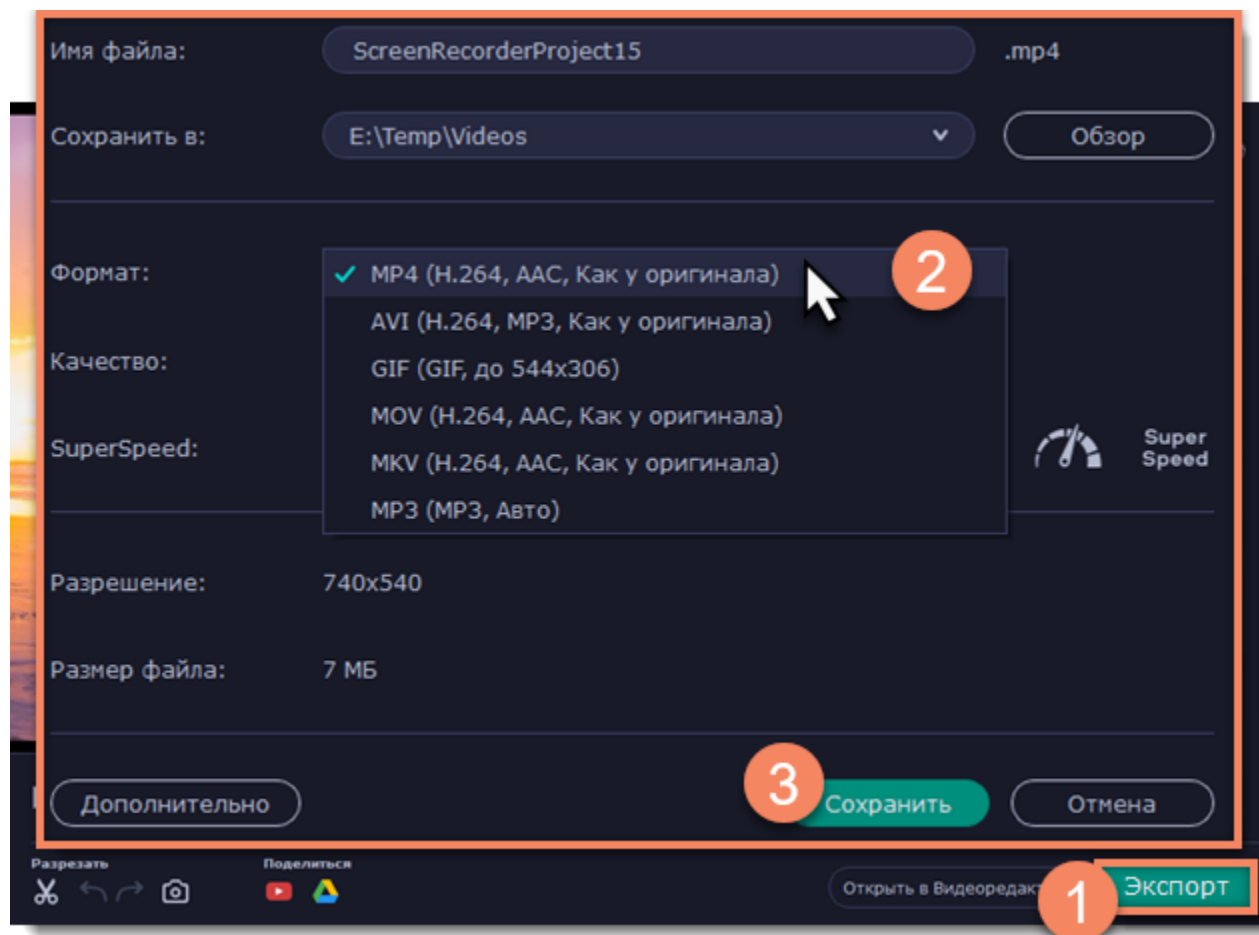 Имя файла: ScreenRecorderProject15 .mp4
Сохранить в: E:\Temp\Videos Обзор
Формат: MP4 (H.264, AAC, Как у оригинала) 2
AVI (H.264, MP3, Как у оригинала)
Качество: GIF (GIF, до 544x306)
MOV (H.264, AAC, Как у оригинала)
SuperSpeed: MKV (H.264, AAC, Как у оригинала) Super
Speed
MP3 (MP3, Авто)
Разрешение: 740x540
Размер файла: 7 МБ
Дополнительно 3 Сохранить Отмена
Разрезать Поделиться
Открыть в 1 Экспорт